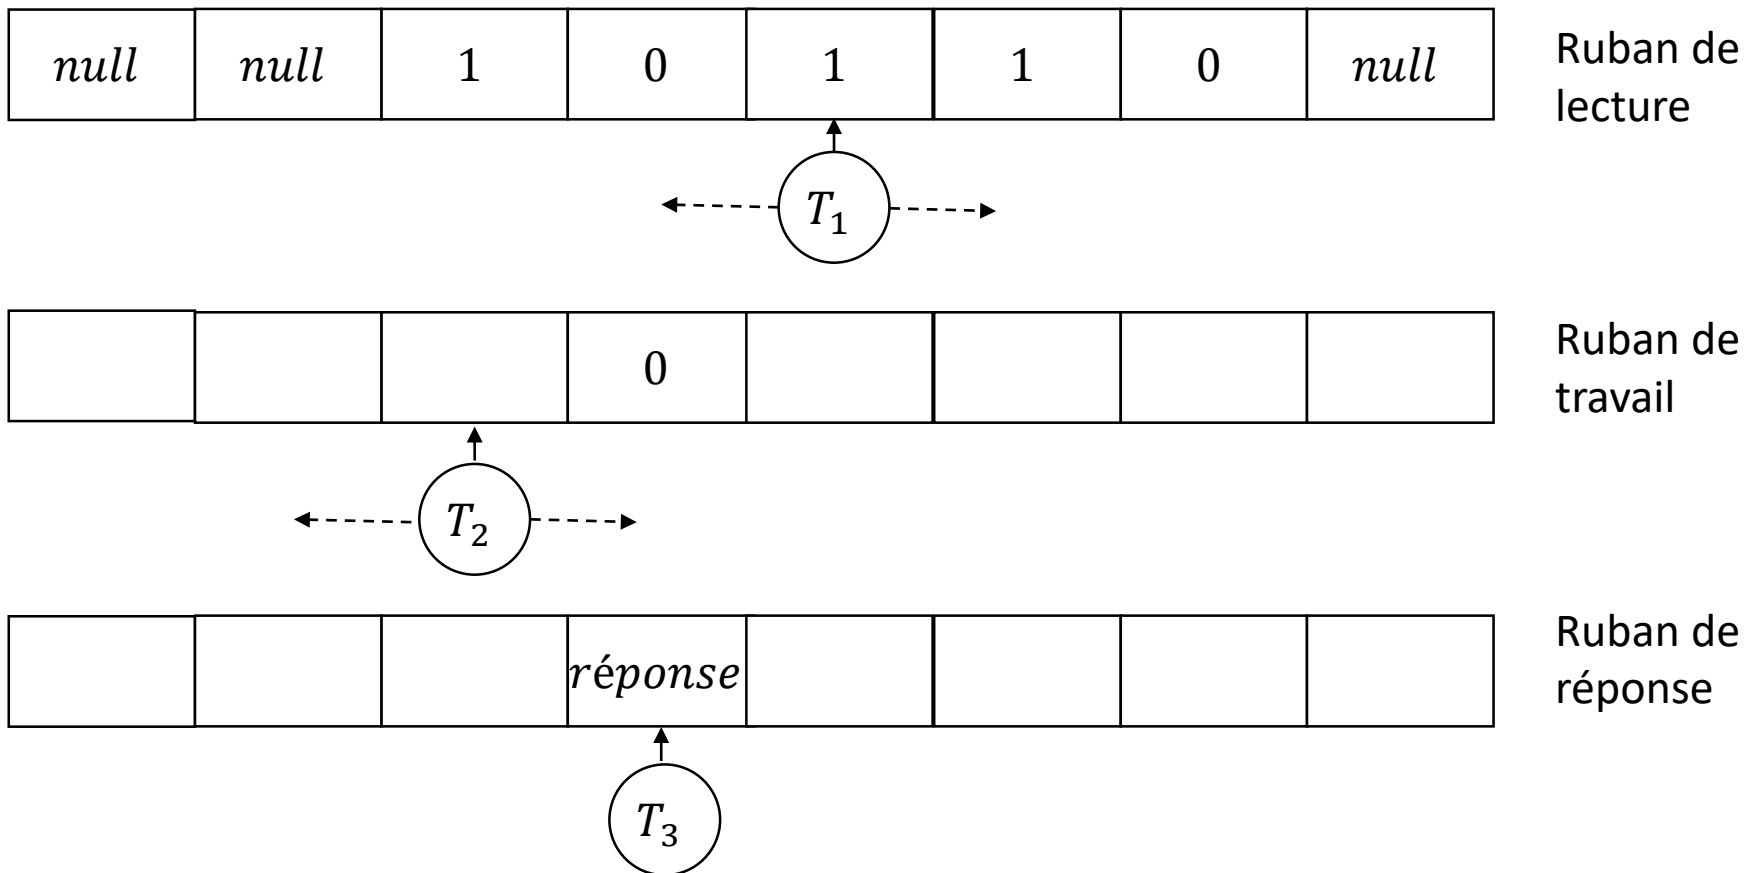 null null 1 0 1 1 0 null
Ruban de
lecture
T₁
0
Ruban de
travail
T₂
réponse
Ruban de
réponse
T₃